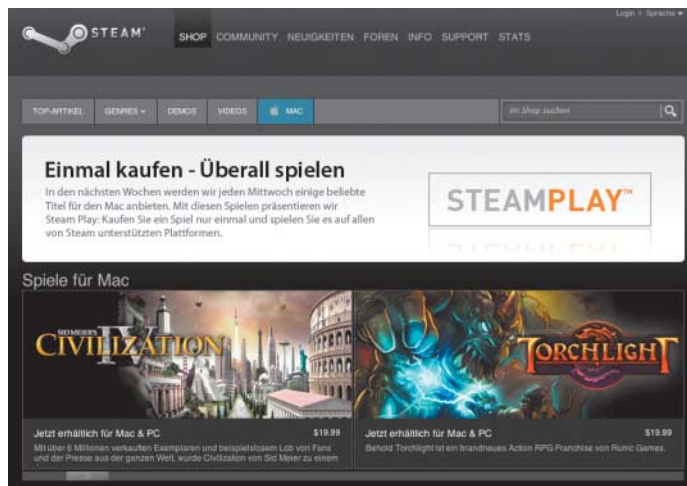 Login | Sprache
STEAM™
SHOP COMMUNITY NEUIGKEITEN FOREN INFO SUPPORT STATS
TOP-ARTIKEL GENRES DEMOS VIDEOS MAC
Im Shop suchen
Einmal kaufen - Überall spielen
In den nächsten Wochen werden wir jeden Mittwoch einige beliebte
Titel für den Mac anbieten. Mit diesen Spielen präsentieren wir
Steam Play: Kaufen Sie ein Spiel nur einmal und spielen Sie es auf allen
von Steam unterstützten Plattformen.
STEAMPLAY™
Spiele für Mac
SID MEIER'S
CIVILIZATION IV
TORCHLIGHT
Jetzt erhältlich für Mac & PC $19.99
Mit über 6 Millionen verkauften Exemplaren und beispielslosem Lob von Fans
und der Presse aus der ganzen Welt, wurde Civilization von Sid Meier zu einem
Jetzt erhältlich für Mac & PC $19.99
Behold Torchlight ist ein brandneues Action RPG Franchise von Runic Games.